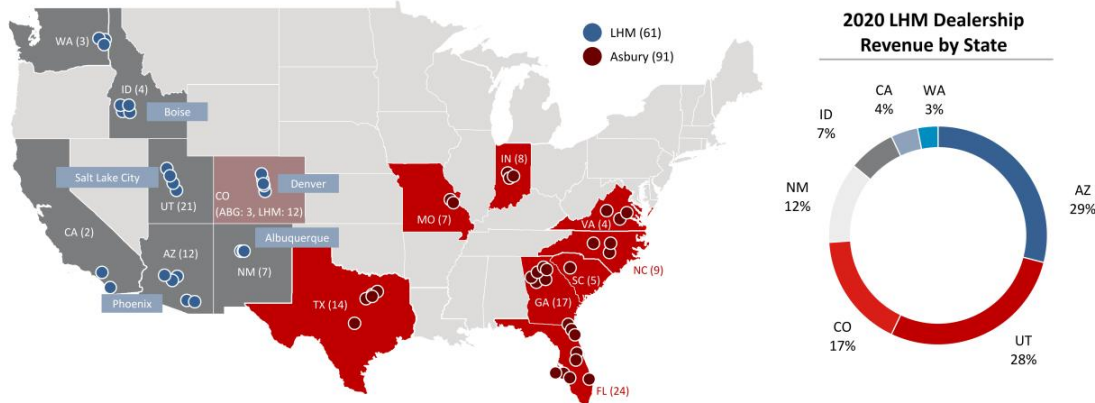 WA (3)
ID (4)
Boise
Salt Lake City
UT (21)
CO
(ABG: 3, LHM: 12)
Denver
CA (2)
AZ (12)
Albuquerque
NM (7)
Phoenix
TX (14)
MO (7)
IN (8)
VA (4)
NC (9)
SC (5)
GA (17)
FL (24)
LHM (61)
Asbury (91)
2020 LHM Dealership
Revenue by State
CA
4%
WA
3%
ID
7%
NM
12%
AZ
29%
CO
17%
UT
28%